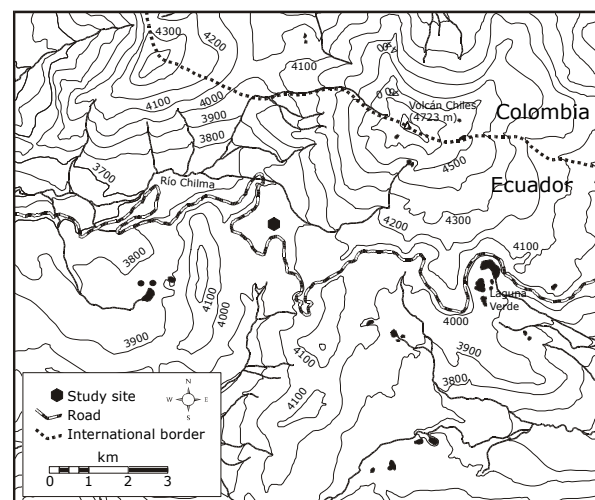 4300
4200
4100
4100
4000
3900
3800
3700
Volcán Chiles
(4723 m)
Colombia
Ecuador
Río Chilma
4500
4300
4200
4100
3800
4100
4000
3900
Laguna
Verde
4000
3900
3800
4100
4100
Study site
Road
International border
N
W E
S
km
0 1 2 3